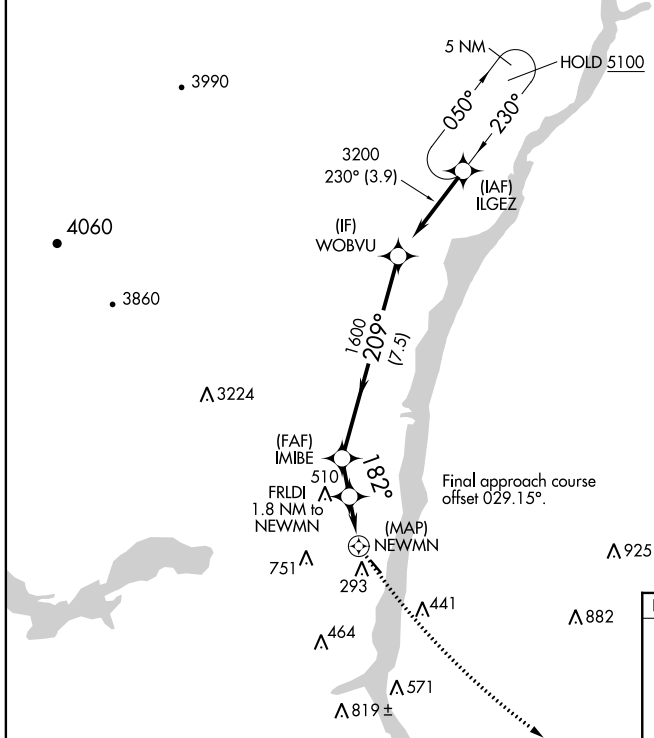 5 NM
HOLD 5100
3990
050°
230°
3200
230° (3.9)
(IAF)
ILGEZ
(IF)
WOBVU
4060
3860
1600
209°
(7.5)
3224
(FAF)
IMIBE
510
182°
FRLDI
1.8 NM to
NEWMN
Final approach course
offset 029.15°.
(MAP)
NEWMN
751
293
925
441
882
464
571
819 ±